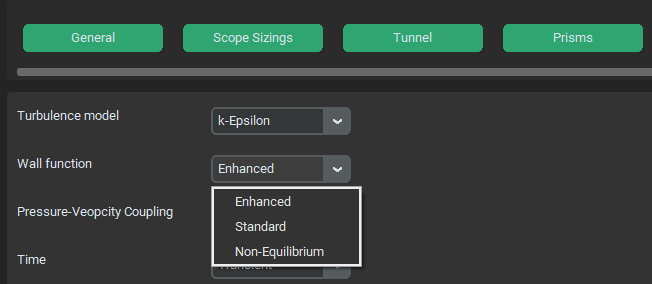 General Scope Sizings Tunnel Prisms
Turbulence model k-Epsilon
Wall function Enhanced
Enhanced
Pressure-Veopcity Coupling
Standard
Non-Equilibrium
Time Transient